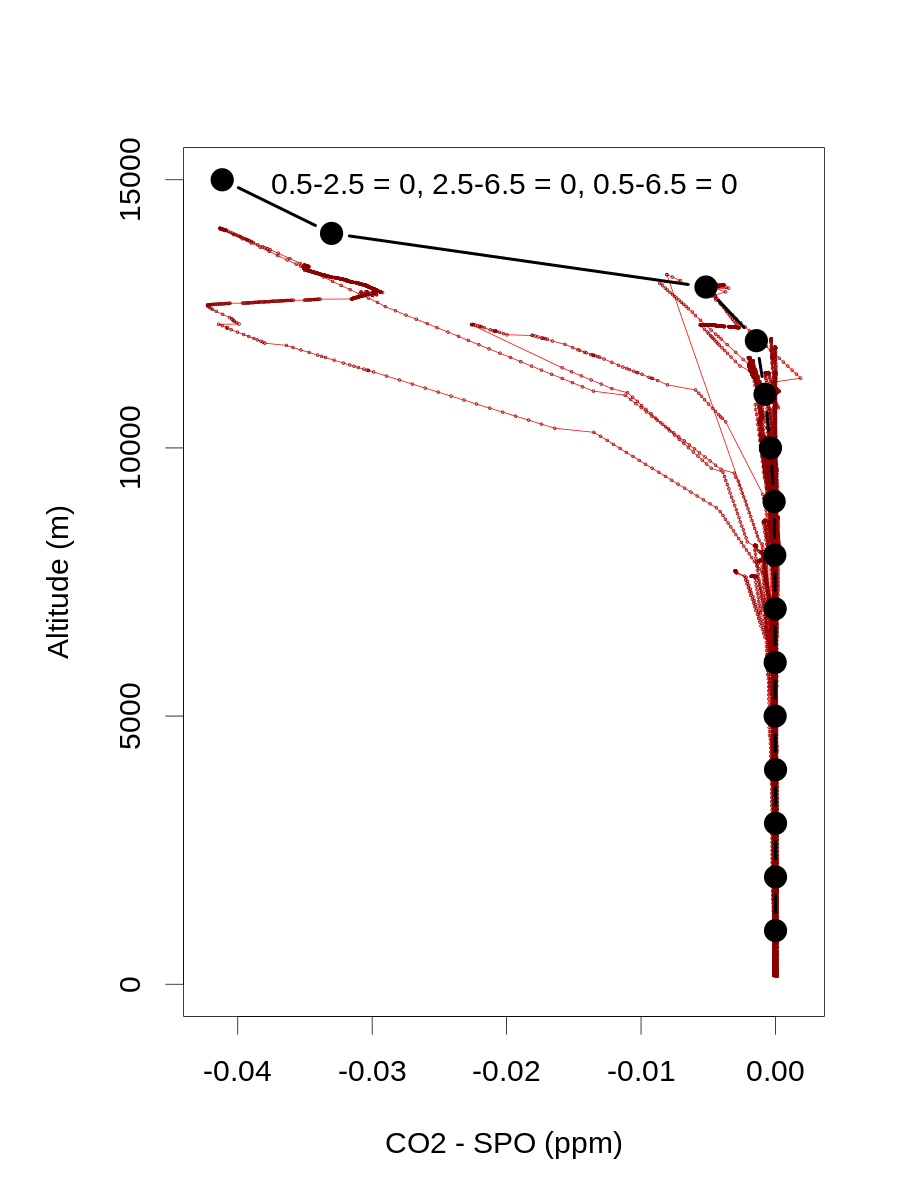 0.5-2.5 = 0, 2.5-6.5 = 0, 0.5-6.5 = 0
15000
10000
5000
0
Altitude (m)
-0.04 -0.03 -0.02 -0.01 0.00
CO2 - SPO (ppm)